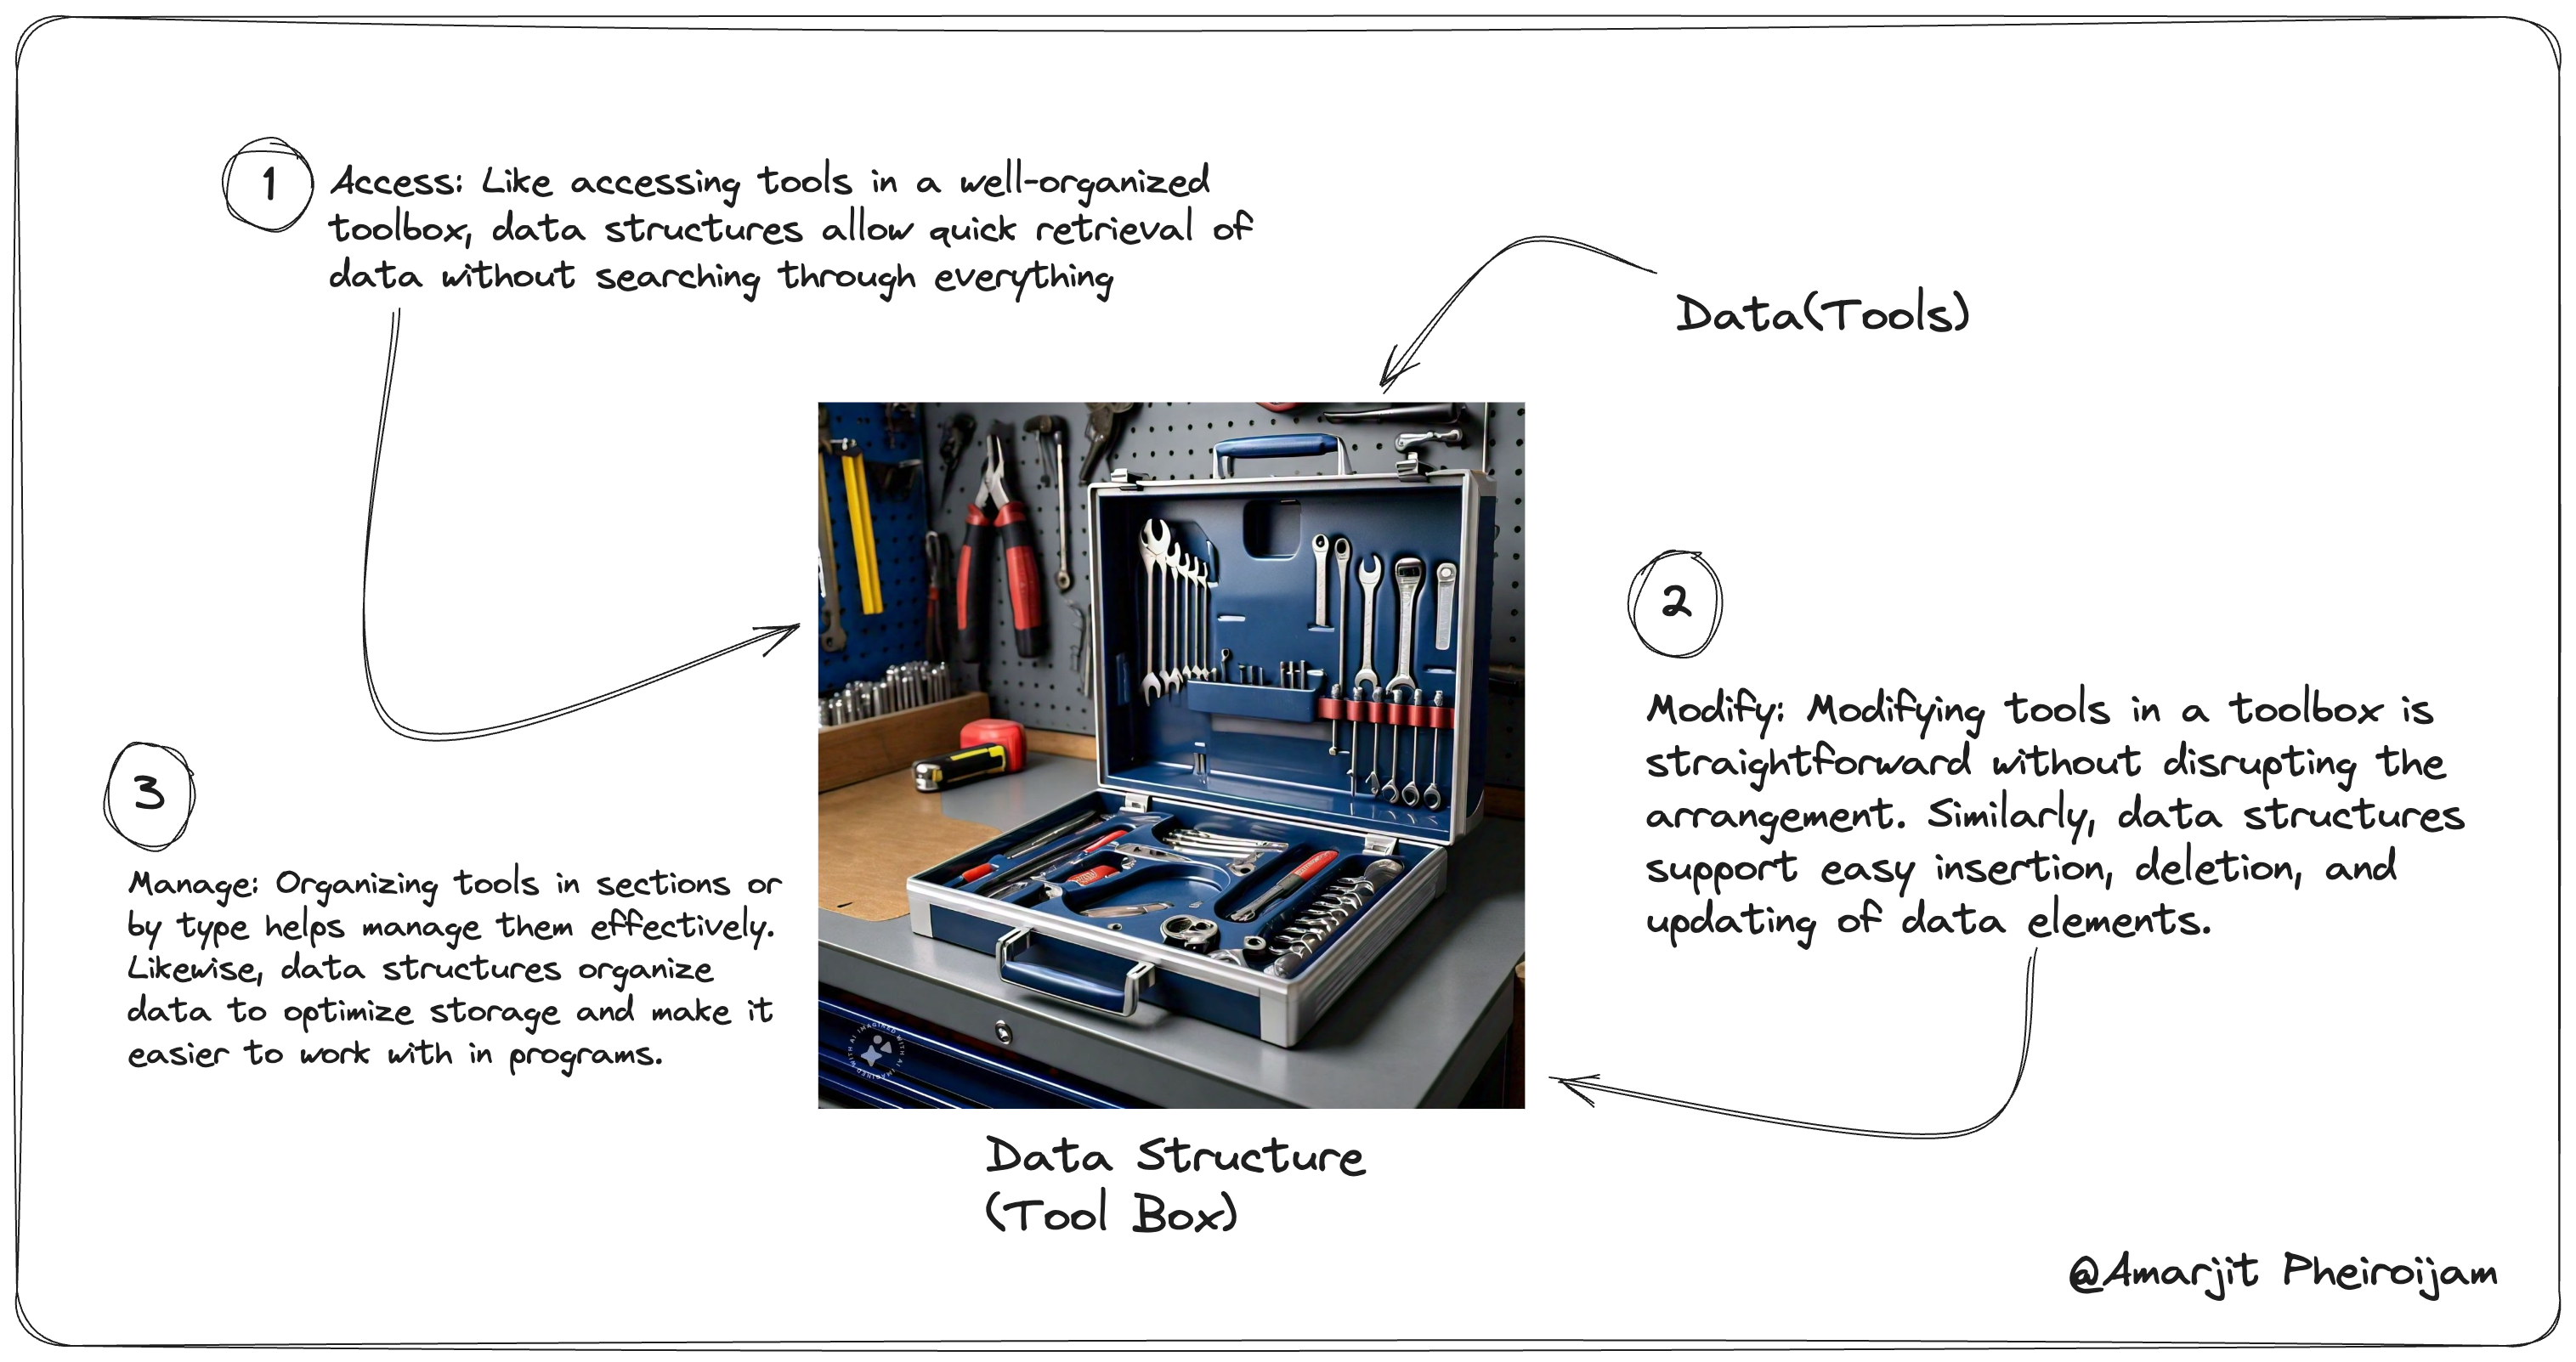 1
Access: Like accessing tools in a well-organized
toolbox, data structures allow quick retrieval of
data without searching through everything
Data(Tools)
2
Modify: Modifying tools in a toolbox is
straightforward without disrupting the
arrangement. Similarly, data structures
support easy insertion, deletion, and
updating of data elements.
3
Manage: Organizing tools in sections or
by type helps manage them effectively.
Likewise, data structures organize
data to optimize storage and make it
easier to work with in programs.
IMAGINED WITH AI
Data Structure
(Tool Box)
@Amarjit Pheiroijam